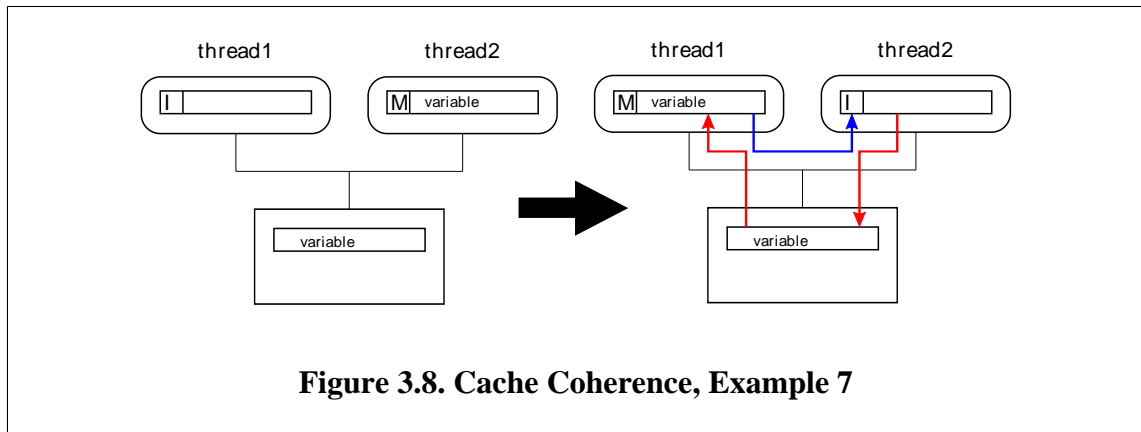 thread1 thread2 thread1 thread2
I M variable M variable I
variable variable
Figure 3.8. Cache Coherence, Example 7